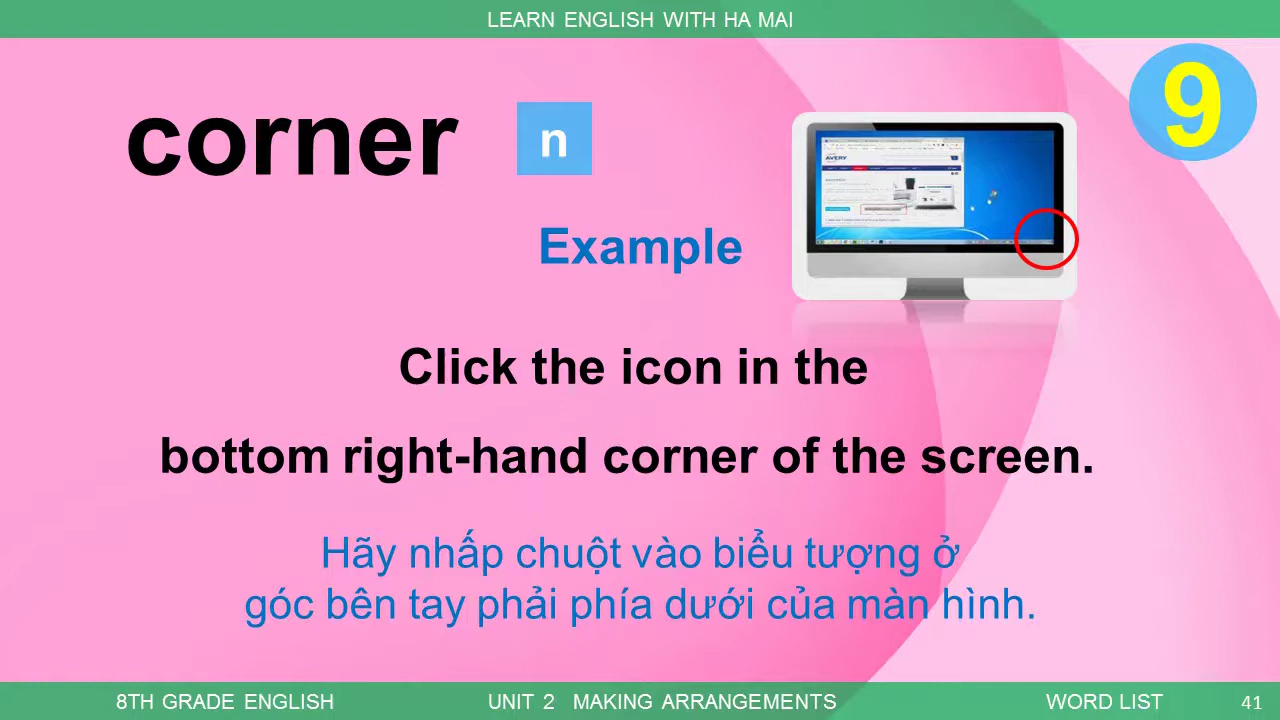 LEARN ENGLISH WITH HA MAI
9
corner n
AVERY
Example
Click the icon in the
bottom right-hand corner of the screen.
Hãy nhấp chuột vào biểu tượng ở
góc bên tay phải phía dưới của màn hình.
8TH GRADE ENGLISH UNIT 2 MAKING ARRANGEMENTS WORD LIST 41